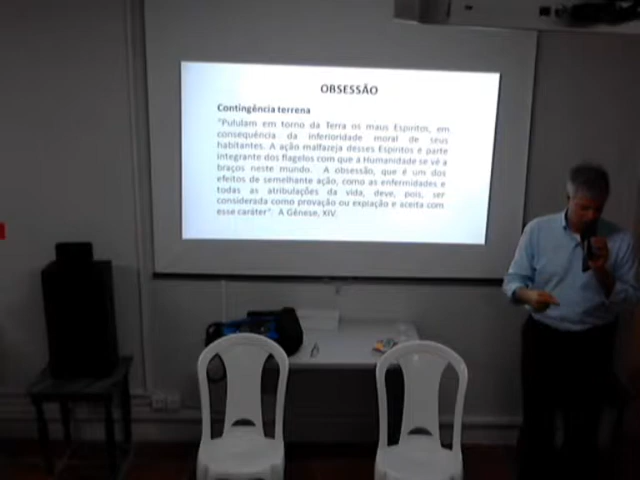 OBSESSÃO
Contingência terrena
"Pululam em torno da Terra os maus Espíritos, em
consequência da inferioridade moral de seus
habitantes. A ação malfazeja desses Espíritos é parte
integrante dos flagelos com que a Humanidade se vê a
braços neste mundo. A obsessão, que é um dos
efeitos de semelhante ação, como as enfermidades e
todas as atribulações da vida, deve, pois, ser
considerada como provação ou expiação e aceita com
esse caráter". A Gênese, XIV.